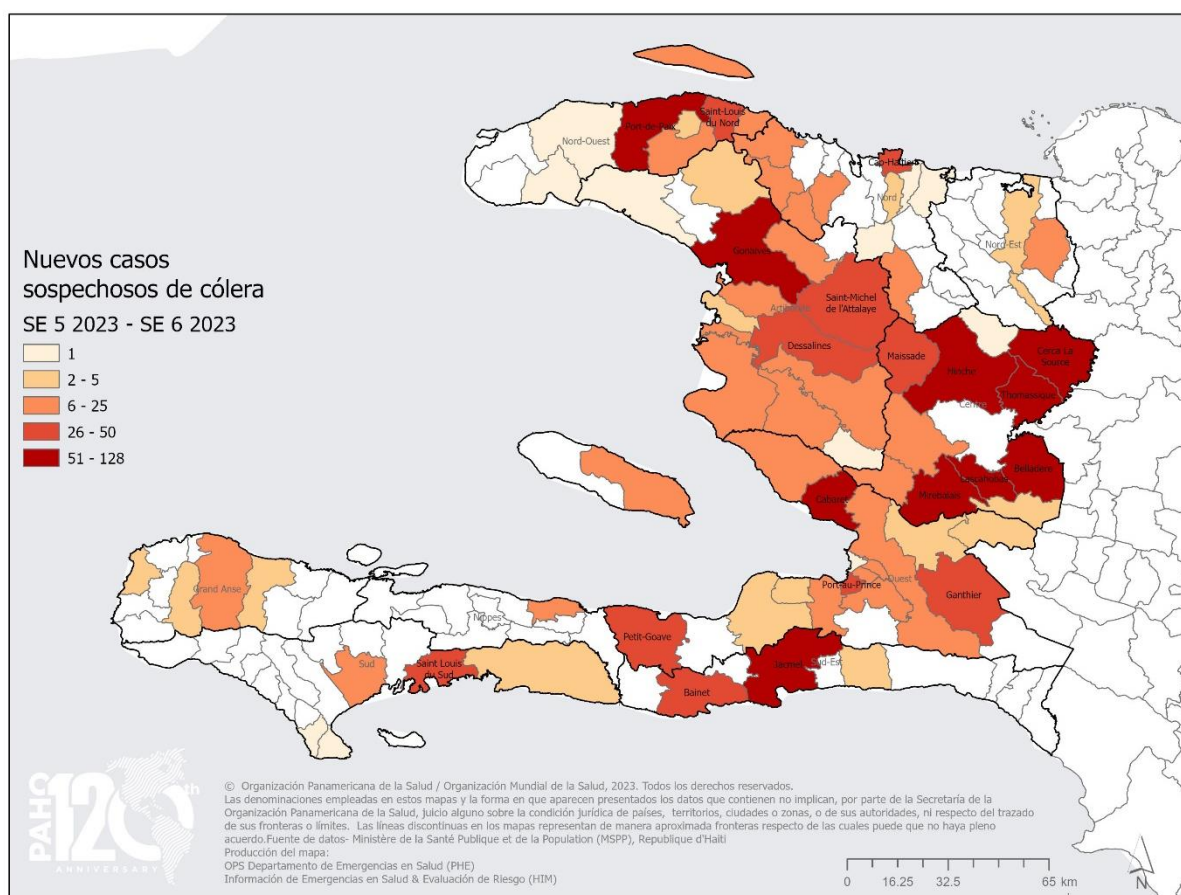 Nuevos casos
sospechosos de cólera
SE 5 2023 - SE 6 2023
1
2 - 5
6 - 25
26 - 50
51 - 128
Saint-Louis
du Nord
Port-de-Paix
Nord-Ouest
Cap-Haïtien
Nord
Nord-Est
Gonaïves
Saint-Michel
de l'Attalaye
Artibonite
Dessalines
Maissade
Hinche
Cerca La
Source
Thomassique
Centre
Belladère
Lascahobas
Mirebalais
Cabaret
Port-au-Prince
Ouest
Ganthier
Grand Anse
Nippes
Petit-Goave
Sud
Saint Louis
du Sud
Jacmel
Sud-Est
Bainet
PAHO
120th
ANNIVERSARY
© Organización Panamericana de la Salud / Organización Mundial de la Salud, 2023. Todos los derechos reservados.
Las denominaciones empleadas en estos mapas y la forma en que aparecen presentados los datos que contienen no implican, por parte de la Secretaría de la
Organización Panamericana de la Salud, juicio alguno sobre la condición jurídica de países, territorios, ciudades o zonas, o de sus autoridades, ni respecto del trazado
de sus fronteras o límites. Las líneas discontinuas en los mapas representan de manera aproximada fronteras respecto de las cuales puede que no haya pleno
acuerdo.Fuente de datos- Ministère de la Santé Publique et de la Population (MSPP), Republique d'Haïti
Producción del mapa:
OPS Departamento de Emergencias en Salud (PHE)
Información de Emergencias en Salud & Evaluación de Riesgo (HIM)
0 16.25 32.5 65 km
N